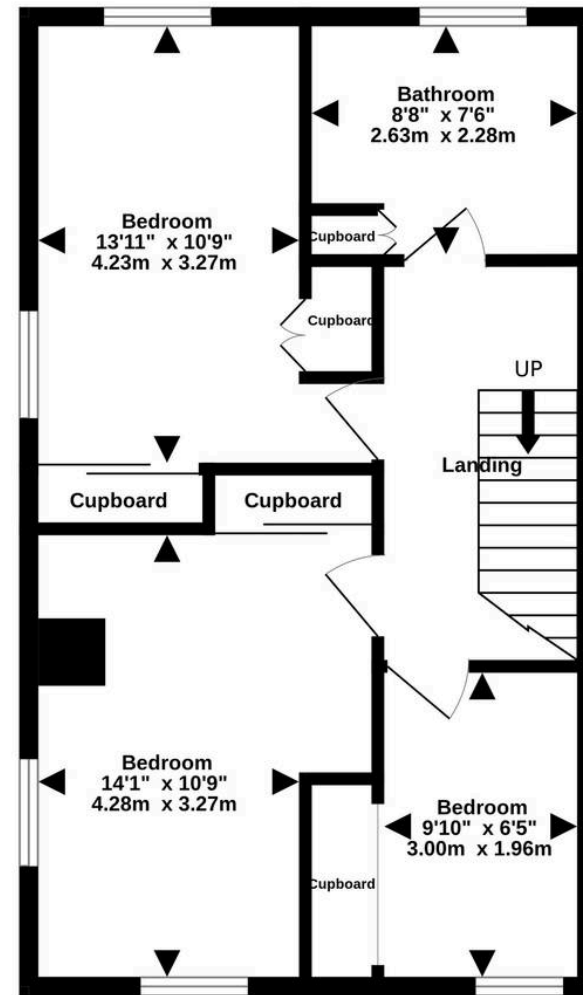 Bathroom
8'8" x 7'6"
2.63m x 2.28m
Bedroom
13'11" x 10'9"
4.23m x 3.27m
Cupboard
Cupboard
UP
Landing
Cupboard
Cupboard
Bedroom
14'1" x 10'9"
4.28m x 3.27m
Bedroom
9'10" x 6'5"
3.00m x 1.96m
Cupboard